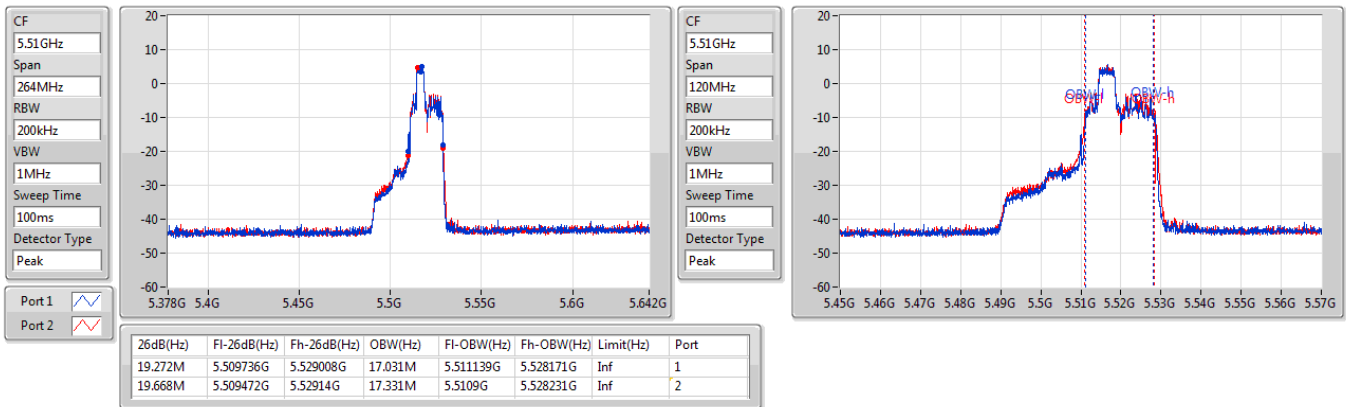 CF
5.51GHz
Span
264MHz
RBW
200kHz
VBW
1MHz
Sweep Time
100ms
Detector Type
Peak
Port 1
Port 2
20
10
0
-10
-20
-30
-40
-50
-60
5.378G 5.4G 5.45G 5.5G 5.55G 5.6G 5.642G
CF
5.51GHz
Span
120MHz
RBW
200kHz
VBW
1MHz
Sweep Time
100ms
Detector Type
Peak
20
10
0
-10
-20
-30
-40
-50
-60
OBW-l OBW-h
OBW-l OBW-h
5.45G 5.46G 5.47G 5.48G 5.49G 5.5G 5.51G 5.52G 5.53G 5.54G 5.55G 5.56G 5.57G
26dB(Hz) Fl-26dB(Hz) Fh-26dB(Hz) OBW(Hz) Fl-OBW(Hz) Fh-OBW(Hz) Limit(Hz) Port
19.272M 5.509736G 5.529008G 17.031M 5.511139G 5.528171G Inf 1
19.668M 5.509472G 5.52914G 17.331M 5.5109G 5.528231G Inf 2